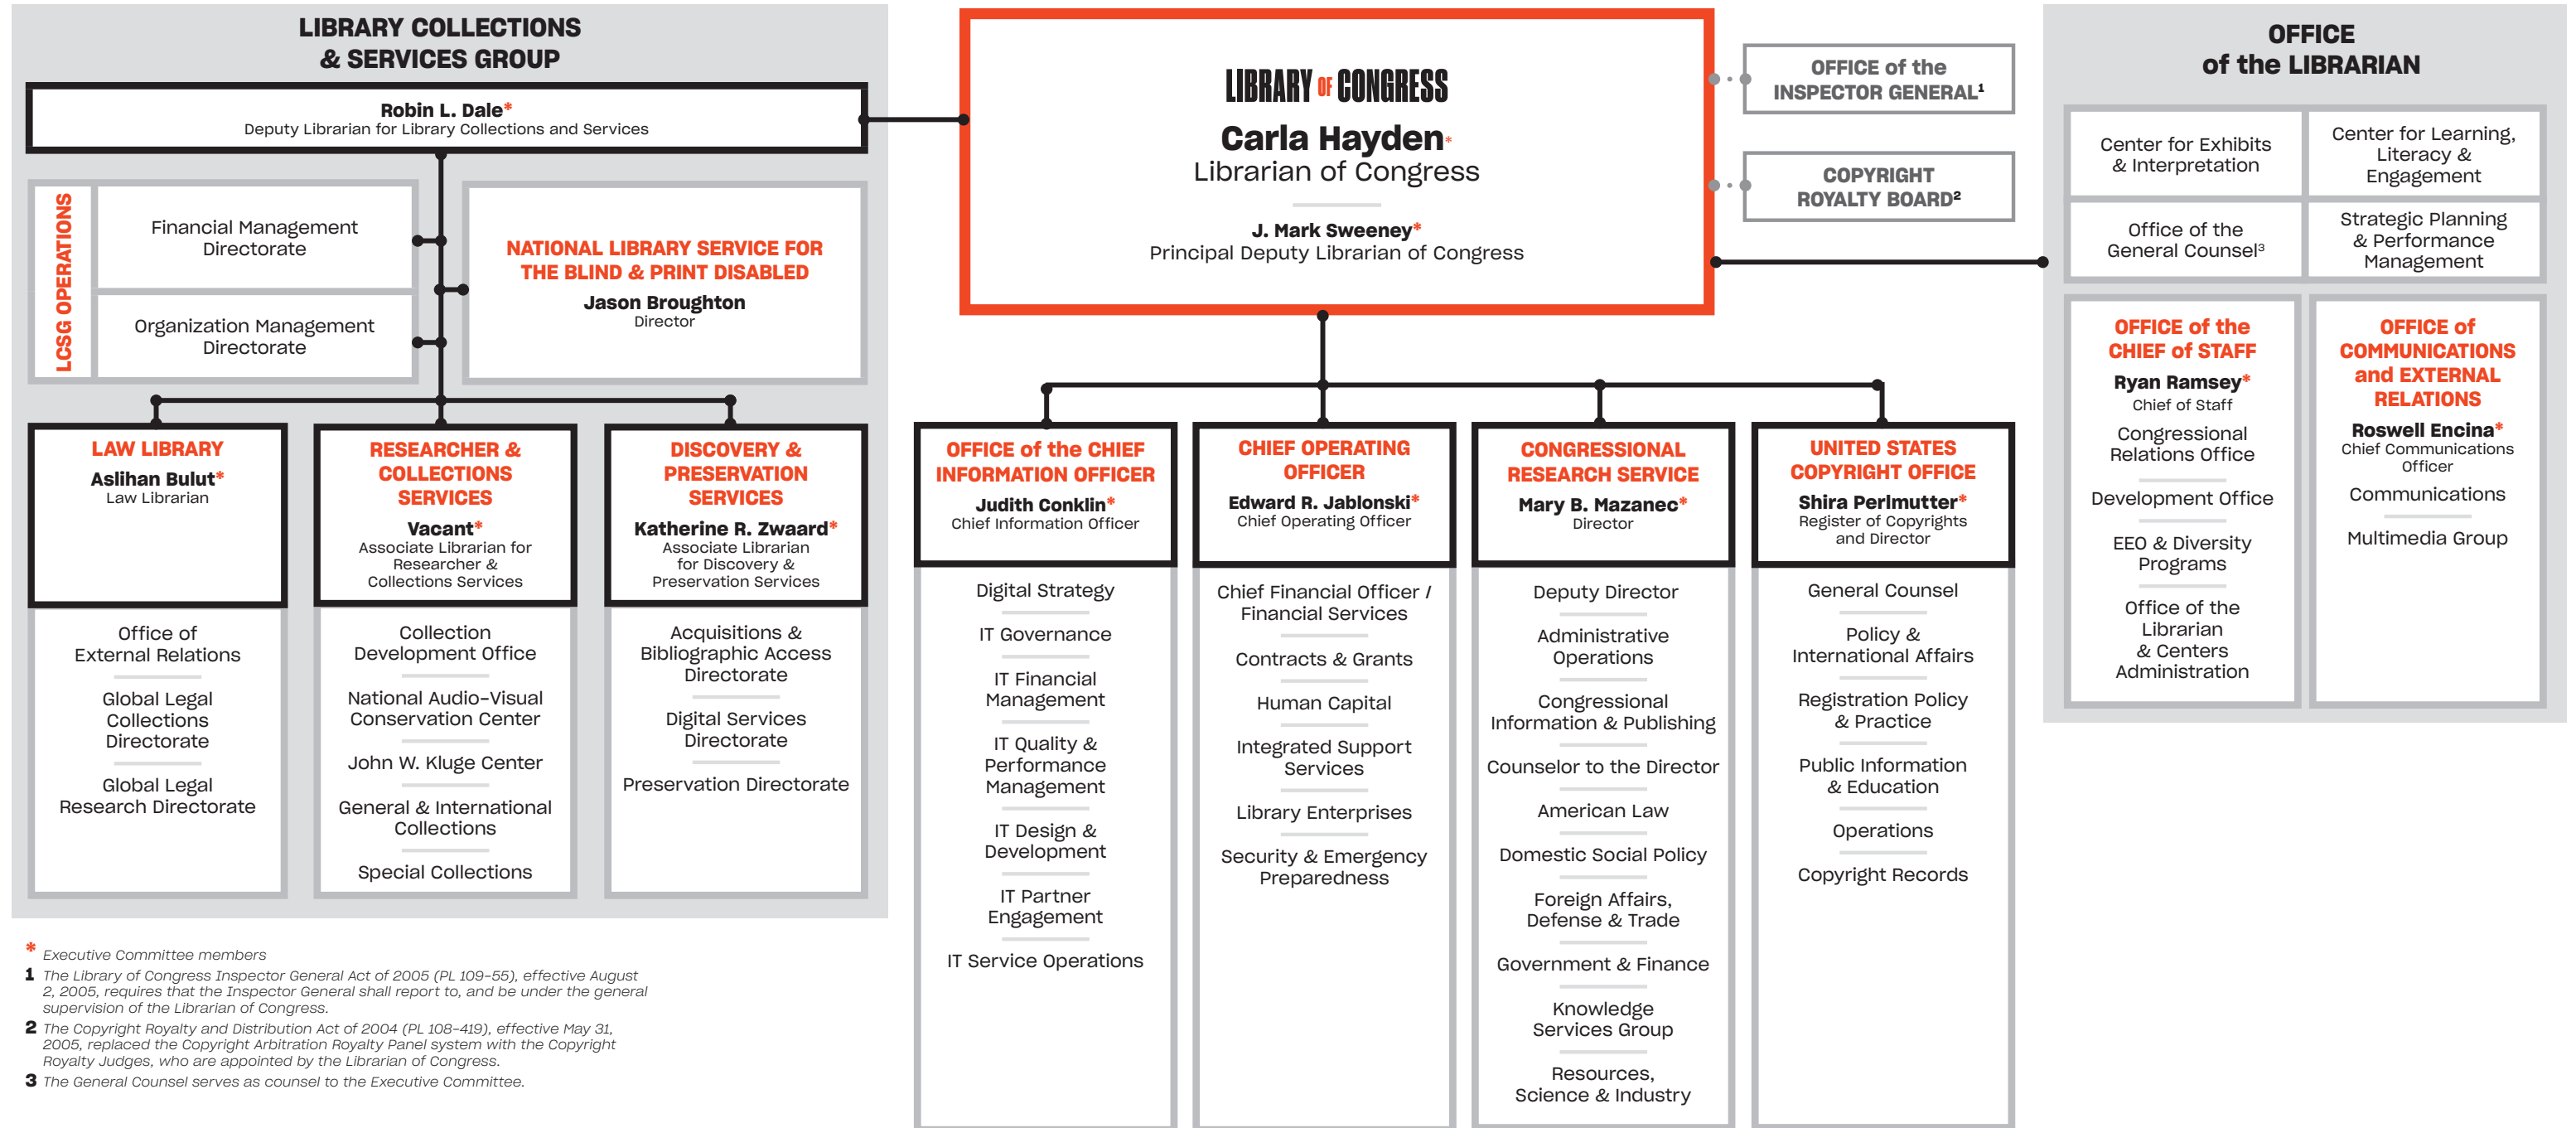 LIBRARY COLLECTIONS
& SERVICES GROUP
Robin L. Dale*
Deputy Librarian for Library Collections and Services
LCSG OPERATIONS
Financial Management
Directorate
Organization Management
Directorate
NATIONAL LIBRARY SERVICE FOR
THE BLIND & PRINT DISABLED
Jason Broughton
Director
LAW LIBRARY
Aslihan Bulut*
Law Librarian
Office of
External Relations
Global Legal
Collections
Directorate
Global Legal
Research Directorate
RESEARCHER &
COLLECTIONS
SERVICES
Vacant*
Associate Librarian for
Researcher &
Collections Services
Collection
Development Office
National Audio-Visual
Conservation Center
John W. Kluge Center
General & International
Collections
Special Collections
DISCOVERY &
PRESERVATION
SERVICES
Katherine R. Zwaard*
Associate Librarian
for Discovery &
Preservation Services
Acquisitions &
Bibliographic Access
Directorate
Digital Services
Directorate
Preservation Directorate
LIBRARY OF CONGRESS
Carla Hayden*
Librarian of Congress
J. Mark Sweeney*
Principal Deputy Librarian of Congress
OFFICE of the
INSPECTOR GENERAL1
COPYRIGHT
ROYALTY BOARD2
OFFICE of the CHIEF
INFORMATION OFFICER
Judith Conklin*
Chief Information Officer
Digital Strategy
IT Governance
IT Financial
Management
IT Quality &
Performance
Management
IT Design &
Development
IT Partner
Engagement
IT Service Operations
CHIEF OPERATING
OFFICER
Edward R. Jablonski*
Chief Operating Officer
Chief Financial Officer /
Financial Services
Contracts & Grants
Human Capital
Integrated Support
Services
Library Enterprises
Security & Emergency
Preparedness
CONGRESSIONAL
RESEARCH SERVICE
Mary B. Mazanec*
Director
Deputy Director
Administrative
Operations
Congressional
Information & Publishing
Counselor to the Director
American Law
Domestic Social Policy
Foreign Affairs,
Defense & Trade
Government & Finance
Knowledge
Services Group
Resources,
Science & Industry
UNITED STATES
COPYRIGHT OFFICE
Shira Perlmutter*
Register of Copyrights
and Director
General Counsel
Policy &
International Affairs
Registration Policy
& Practice
Public Information
& Education
Operations
Copyright Records
OFFICE
of the LIBRARIAN
Center for Exhibits
& Interpretation
Center for Learning,
Literacy &
Engagement
Office of the
General Counsel3
Strategic Planning
& Performance
Management
OFFICE of the
CHIEF of STAFF
Ryan Ramsey*
Chief of Staff
Congressional
Relations Office
Development Office
EEO & Diversity
Programs
Office of the
Librarian
& Centers
Administration
OFFICE of
COMMUNICATIONS
and EXTERNAL
RELATIONS
Roswell Encina*
Chief Communications
Officer
Communications
Multimedia Group
* Executive Committee members
1 The Library of Congress Inspector General Act of 2005 (PL 109-55), effective August
2, 2005, requires that the Inspector General shall report to, and be under the general
supervision of the Librarian of Congress.
2 The Copyright Royalty and Distribution Act of 2004 (PL 108-419), effective May 31,
2005, replaced the Copyright Arbitration Royalty Panel system with the Copyright
Royalty Judges, who are appointed by the Librarian of Congress.
3 The General Counsel serves as counsel to the Executive Committee.